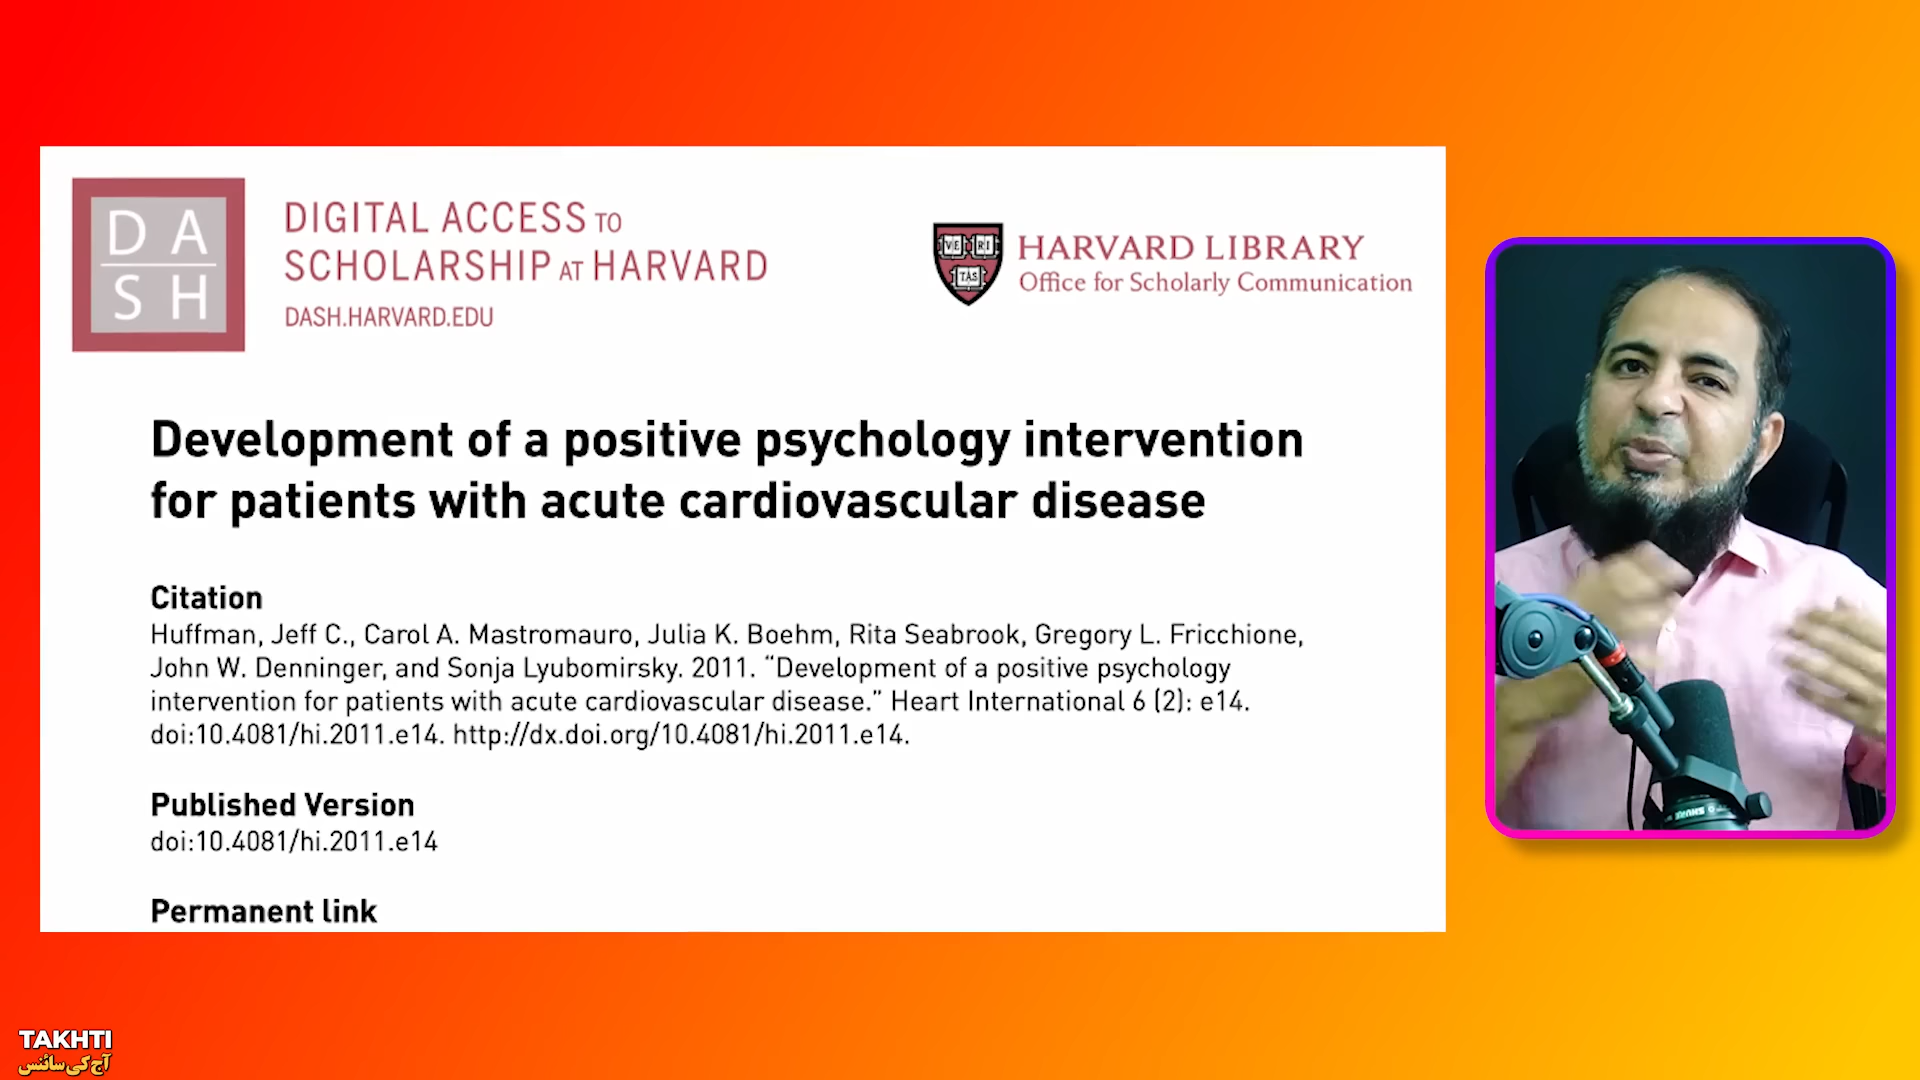 D A
S H
DIGITAL ACCESS TO
SCHOLARSHIP AT HARVARD
DASH.HARVARD.EDU
VE RI
TAS
HARVARD LIBRARY
Office for Scholarly Communication
Development of a positive psychology intervention
for patients with acute cardiovascular disease
Citation
Huffman, Jeff C., Carol A. Mastromauro, Julia K. Boehm, Rita Seabrook, Gregory L. Fricchione,
John W. Denninger, and Sonja Lyubomirsky. 2011. “Development of a positive psychology
intervention for patients with acute cardiovascular disease.” Heart International 6 (2): e14.
doi:10.4081/hi.2011.e14. http://dx.doi.org/10.4081/hi.2011.e14.
Published Version
doi:10.4081/hi.2011.e14
Permanent link
SHURE
TAKHTI
آج کی سائنس